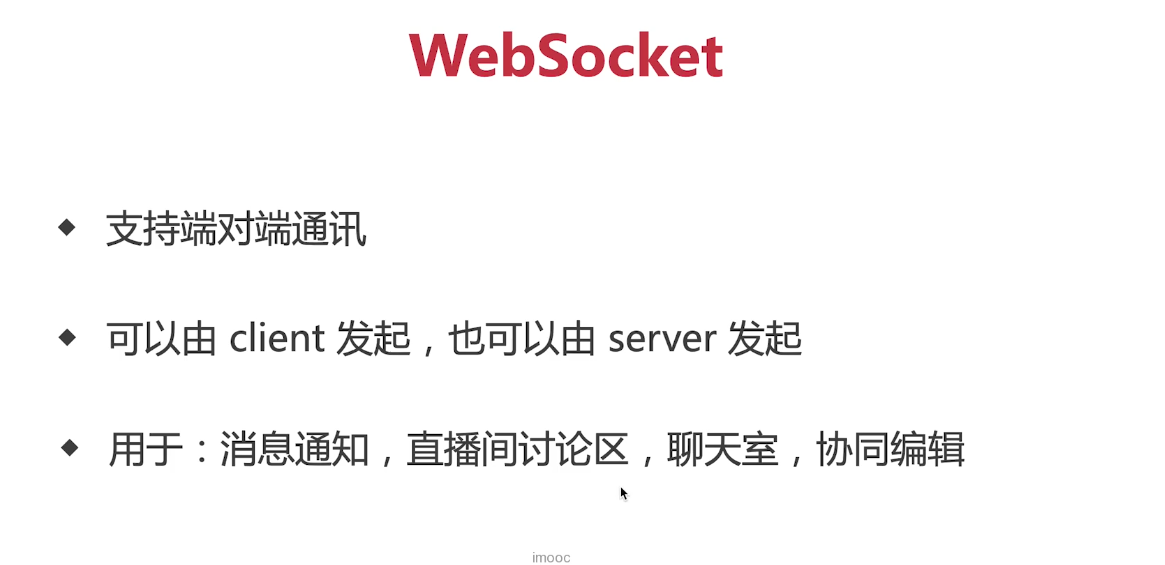 WebSocket
◆ 支持端对端通讯
◆ 可以由 client 发起，也可以由 server 发起
◆ 用于：消息通知，直播间讨论区，聊天室，协同编辑
imooc